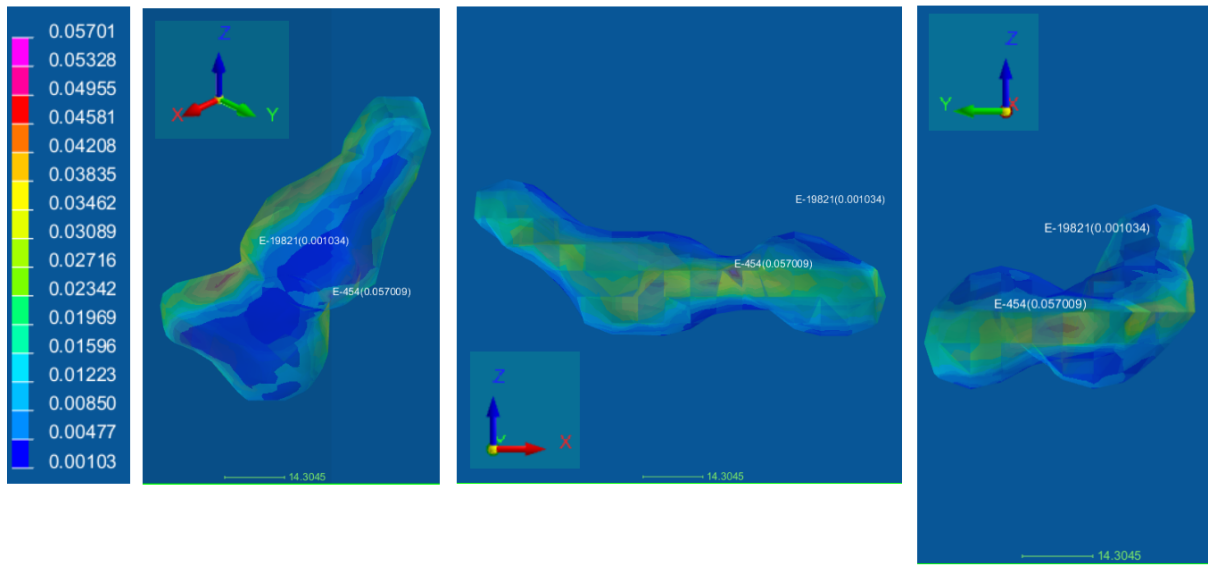 0.05701
0.05328
0.04955
0.04581
0.04208
0.03835
0.03462
0.03089
0.02716
0.02342
0.01969
0.01596
0.01223
0.00850
0.00477
0.00103
Z
X
Y
E-19821(0.001034)
E-454(0.057009)
14.3045
E-19821(0.001034)
E-454(0.057009)
Z
Y
X
14.3045
Z
Y
X
E-19821(0.001034)
E-454(0.057009)
14.3045